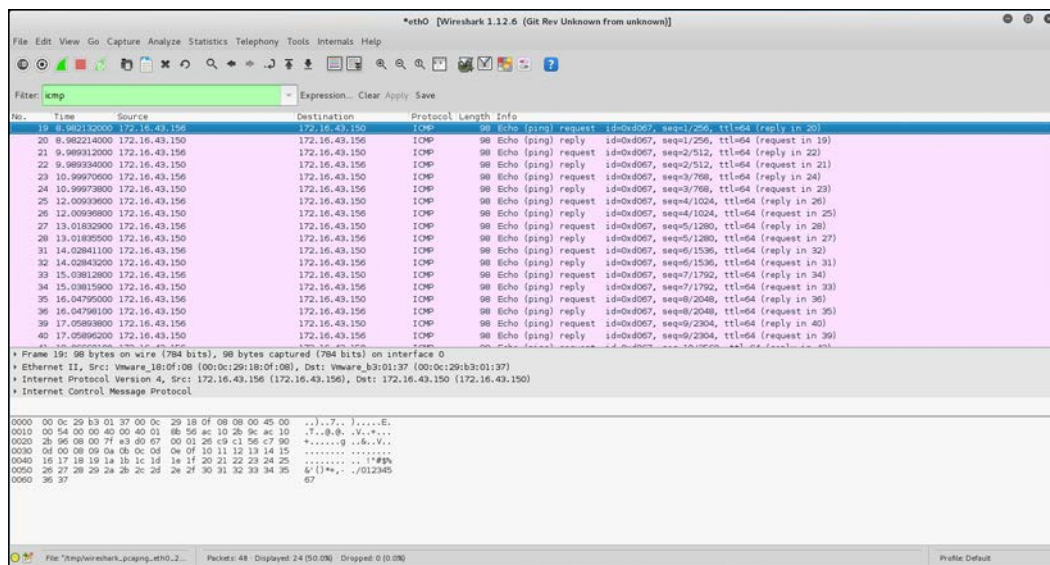 *eth0 [Wireshark 1.12.6 (Git Rev Unknown from unknown)]
File Edit View Go Capture Analyze Statistics Telephony Tools Internals Help
Filter: icmp Expression... Clear Apply Save
No. Time Source Destination Protocol Length Info
19 8.982132000 172.16.43.156 172.16.43.150 ICMP 98 Echo (ping) request id=0xd067, seq=1/256, ttl=64 (reply in 20)
20 8.982214000 172.16.43.150 172.16.43.156 ICMP 98 Echo (ping) reply id=0xd067, seq=1/256, ttl=64 (request in 19)
21 9.989312000 172.16.43.156 172.16.43.150 ICMP 98 Echo (ping) request id=0xd067, seq=2/512, ttl=64 (reply in 22)
22 9.989334000 172.16.43.150 172.16.43.156 ICMP 98 Echo (ping) reply id=0xd067, seq=2/512, ttl=64 (request in 21)
23 10.99970600 172.16.43.156 172.16.43.150 ICMP 98 Echo (ping) request id=0xd067, seq=3/768, ttl=64 (reply in 24)
24 10.99973800 172.16.43.150 172.16.43.156 ICMP 98 Echo (ping) reply id=0xd067, seq=3/768, ttl=64 (request in 23)
25 12.00933600 172.16.43.156 172.16.43.150 ICMP 98 Echo (ping) request id=0xd067, seq=4/1024, ttl=64 (reply in 26)
26 12.00936800 172.16.43.150 172.16.43.156 ICMP 98 Echo (ping) reply id=0xd067, seq=4/1024, ttl=64 (request in 25)
27 13.01832900 172.16.43.156 172.16.43.150 ICMP 98 Echo (ping) request id=0xd067, seq=5/1280, ttl=64 (reply in 28)
28 13.01835500 172.16.43.150 172.16.43.156 ICMP 98 Echo (ping) reply id=0xd067, seq=5/1280, ttl=64 (request in 27)
31 14.02841100 172.16.43.156 172.16.43.150 ICMP 98 Echo (ping) request id=0xd067, seq=6/1536, ttl=64 (reply in 32)
32 14.02843200 172.16.43.150 172.16.43.156 ICMP 98 Echo (ping) reply id=0xd067, seq=6/1536, ttl=64 (request in 31)
33 15.03812800 172.16.43.156 172.16.43.150 ICMP 98 Echo (ping) request id=0xd067, seq=7/1792, ttl=64 (reply in 34)
34 15.03815900 172.16.43.150 172.16.43.156 ICMP 98 Echo (ping) reply id=0xd067, seq=7/1792, ttl=64 (request in 33)
35 16.04795000 172.16.43.156 172.16.43.150 ICMP 98 Echo (ping) request id=0xd067, seq=8/2048, ttl=64 (reply in 36)
36 16.04798100 172.16.43.150 172.16.43.156 ICMP 98 Echo (ping) reply id=0xd067, seq=8/2048, ttl=64 (request in 35)
39 17.05893800 172.16.43.156 172.16.43.150 ICMP 98 Echo (ping) request id=0xd067, seq=9/2304, ttl=64 (reply in 40)
40 17.05896200 172.16.43.150 172.16.43.156 ICMP 98 Echo (ping) reply id=0xd067, seq=9/2304, ttl=64 (request in 39)
Frame 19: 98 bytes on wire (784 bits), 98 bytes captured (784 bits) on interface 0
Ethernet II, Src: Vmware_18:0f:08 (00:0c:29:18:0f:08), Dst: Vmware_b3:01:37 (00:0c:29:b3:01:37)
Internet Protocol Version 4, Src: 172.16.43.156 (172.16.43.156), Dst: 172.16.43.150 (172.16.43.150)
Internet Control Message Protocol
0000 00 0c 29 b3 01 37 00 0c 29 18 0f 08 08 00 45 00 ..)..7.. ).....E.
0010 00 54 00 00 40 00 40 01 8b 56 ac 10 2b 9c ac 10 .T..@.@. .V..+...
0020 2b 96 08 00 7f e3 d0 67 00 01 26 c9 c1 56 c7 90 +......g ..&..V..
0030 0d 00 08 09 0a 0b 0c 0d 0e 0f 10 11 12 13 14 15 ........ ........
0040 16 17 18 19 1a 1b 1c 1d 1e 1f 20 21 22 23 24 25 ........ .. !"#$%
0050 26 27 28 29 2a 2b 2c 2d 2e 2f 30 31 32 33 34 35 &'()*+,- ./012345
0060 36 37 67
File: "/tmp/wireshark_pcapng_eth0_2... Packets: 48 · Displayed: 24 (50.0%) · Dropped: 0 (0.0%) Profile: Default